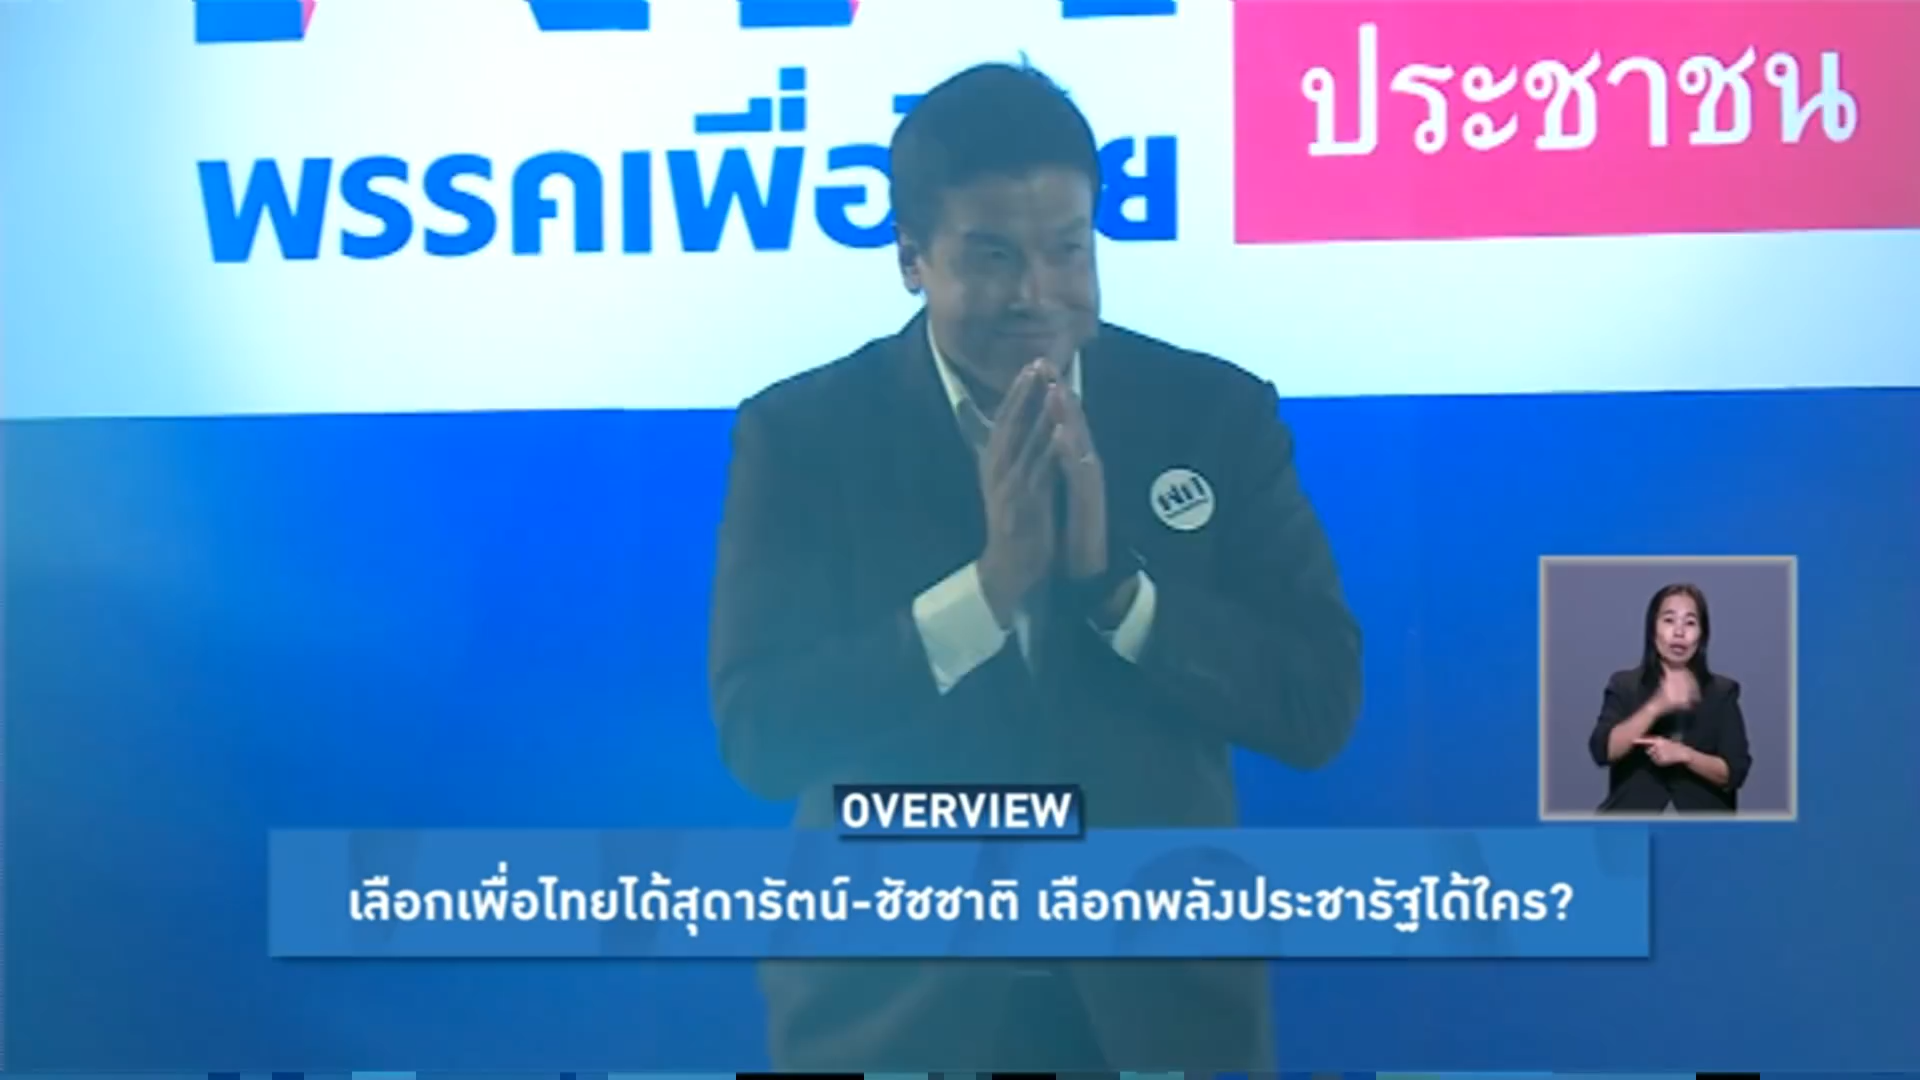 ประชาชน
พรรคเพื่อ
OVERVIEW
เลือกเพื่อไทยได้สุดารัตน์-ชัชชาติ เลือกพลังประชารัฐได้ใคร?